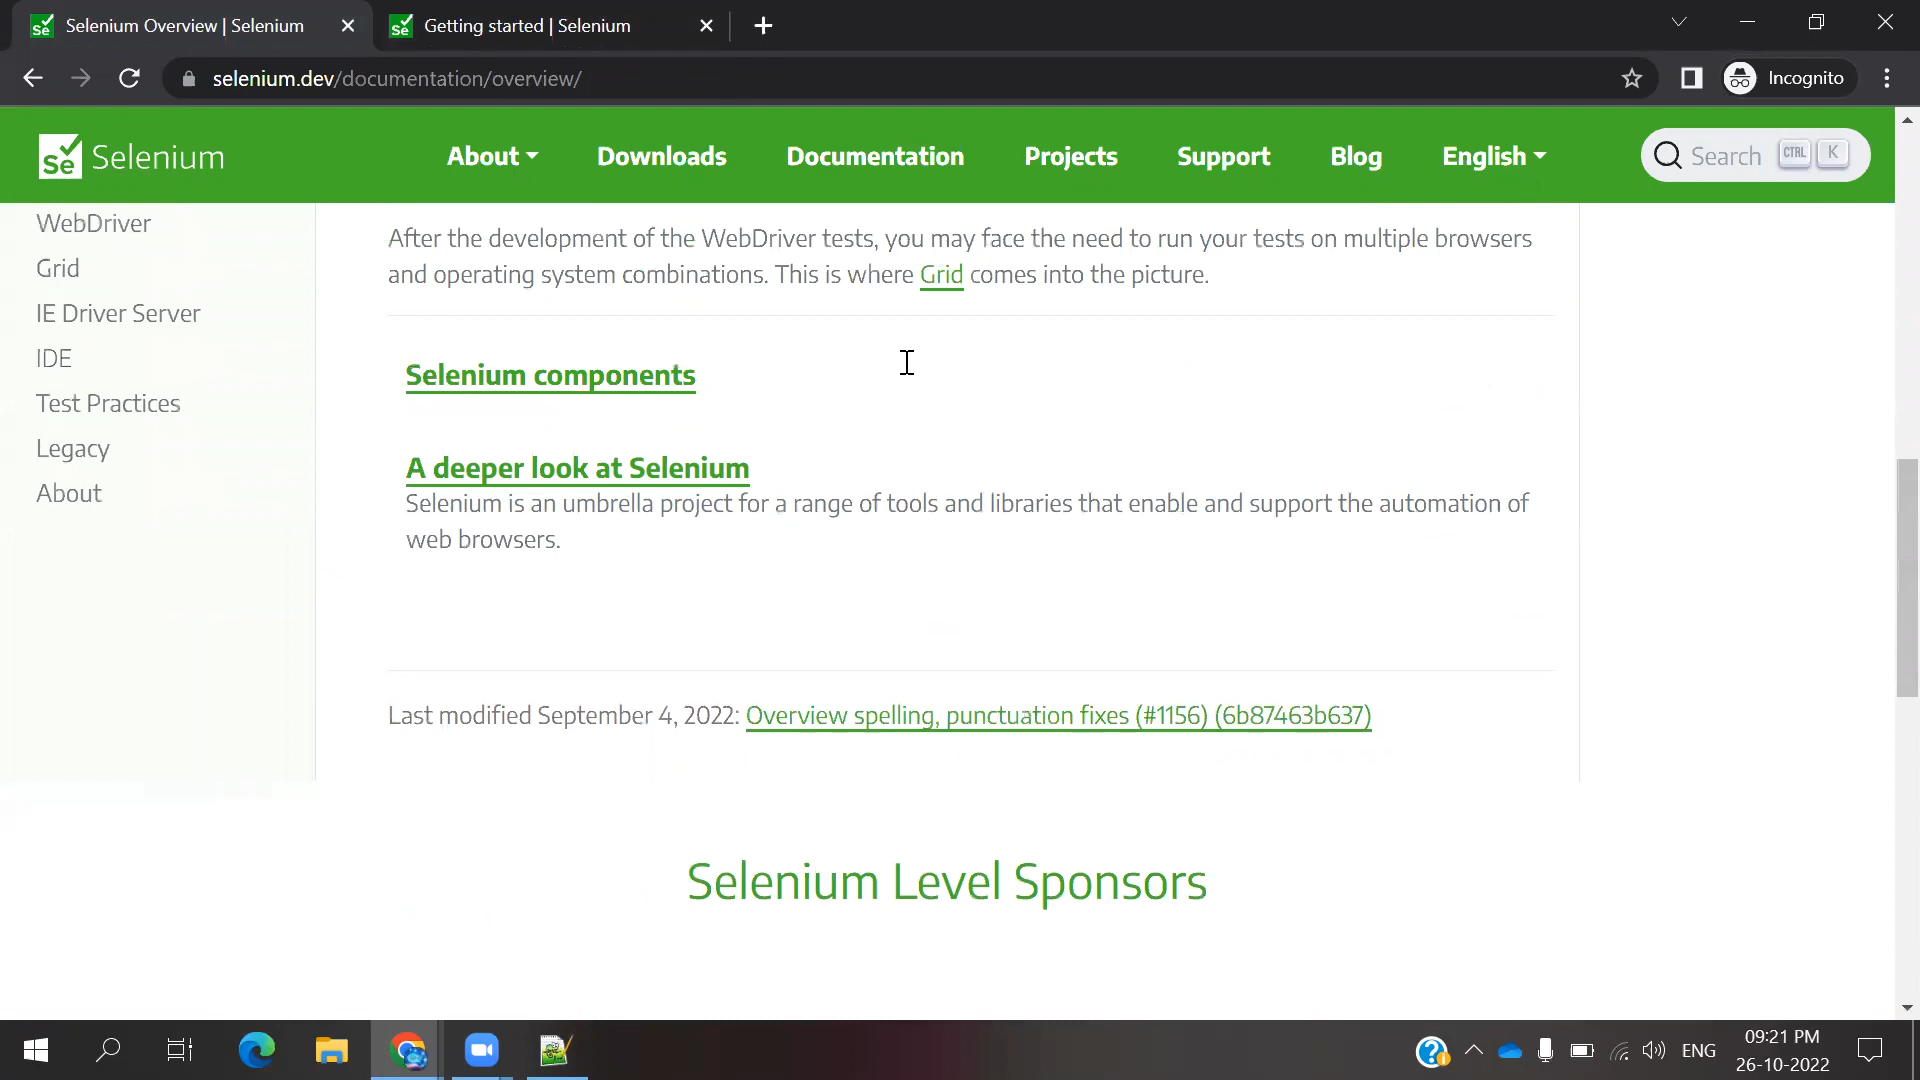 Selenium Overview | Selenium
Getting started | Selenium
selenium.dev/documentation/overview/
Incognito
Se Selenium
About
Downloads
Documentation
Projects
Support
Blog
English
Search CTRL K
WebDriver
Grid
IE Driver Server
IDE
Test Practices
Legacy
About
After the development of the WebDriver tests, you may face the need to run your tests on multiple browsers
and operating system combinations. This is where Grid comes into the picture.
Selenium components
A deeper look at Selenium
Selenium is an umbrella project for a range of tools and libraries that enable and support the automation of
web browsers.
Last modified September 4, 2022: Overview spelling, punctuation fixes (#1156) (6b87463b637)
Selenium Level Sponsors
ENG
09:21 PM
26-10-2022